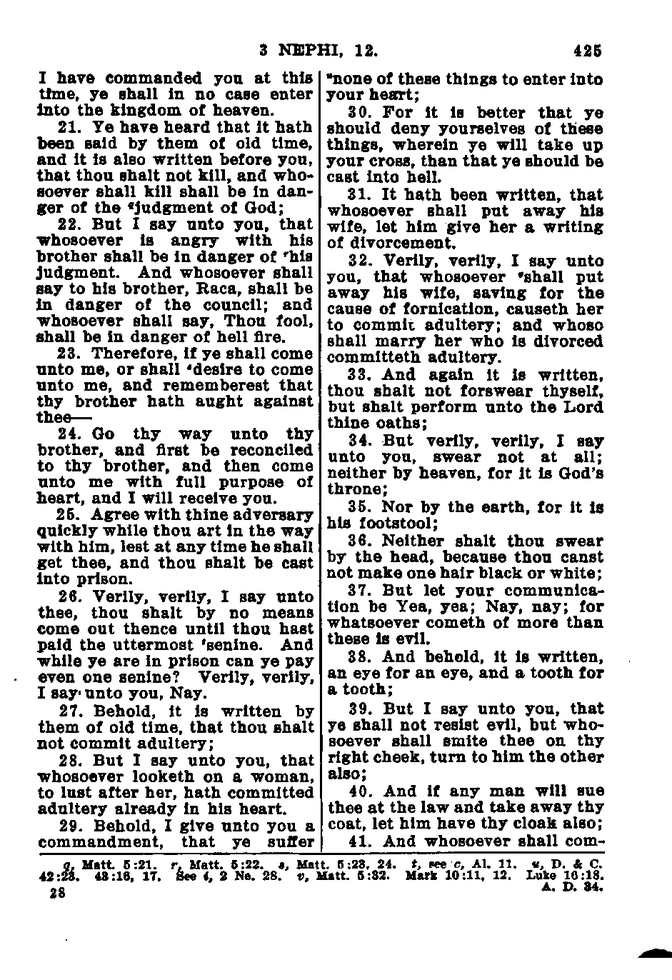 3 NEPHI, 12.
425
I have commanded you at this
time, ye shall in no case enter
into the kingdom of heaven.
21. Ye have heard that it hath
been said by them of old time,
and it is also written before you,
that thou shalt not kill, and who-
soever shall kill shall be in dan-
ger of the qjudgment of God;
22. But I say unto you, that
whosoever is angry with his
brother shall be in danger of rhis
judgment. And whosoever shall
say to his brother, Raca, shall be
in danger of the council; and
whosoever shall say, Thou fool,
shall be in danger of hell fire.
23. Therefore, if ye shall come
unto me, or shall sdesire to come
unto me, and rememberest that
thy brother hath aught against
thee—
24. Go thy way unto thy
brother, and first be reconciled
to thy brother, and then come
unto me with full purpose of
heart, and I will receive you.
25. Agree with thine adversary
quickly while thou art in the way
with him, lest at any time he shall
get thee, and thou shalt be cast
into prison.
26. Verily, verily, I say unto
thee, thou shalt by no means
come out thence until thou hast
paid the uttermost tsenine. And
while ye are in prison can ye pay
even one senine? Verily, verily,
I say unto you, Nay.
27. Behold, it is written by
them of old time, that thou shalt
not commit adultery;
28. But I say unto you, that
whosoever looketh on a woman,
to lust after her, hath committed
adultery already in his heart.
29. Behold, I give unto you a
commandment, that ye suffer
unone of these things to enter into
your heart;
30. For it is better that ye
should deny yourselves of these
things, wherein ye will take up
your cross, than that ye should be
cast into hell.
31. It hath been written, that
whosoever shall put away his
wife, let him give her a writing
of divorcement.
32. Verily, verily, I say unto
you, that whosoever vshall put
away his wife, saving for the
cause of fornication, causeth her
to commit adultery; and whoso
shall marry her who is divorced
committeth adultery.
33. And again it is written,
thou shalt not forswear thyself,
but shalt perform unto the Lord
thine oaths;
34. But verily, verily, I say
unto you, swear not at all;
neither by heaven, for it is God's
throne;
35. Nor by the earth, for it is
his footstool;
36. Neither shalt thou swear
by the head, because thou canst
not make one hair black or white;
37. But let your communica-
tion be Yea, yea; Nay, nay; for
whatsoever cometh of more than
these is evil.
38. And behold, it is written,
an eye for an eye, and a tooth for
a tooth;
39. But I say unto you, that
ye shall not resist evil, but who-
soever shall smite thee on thy
right cheek, turn to him the other
also;
40. And if any man will sue
thee at the law and take away thy
coat, let him have thy cloak also;
41. And whosoever shall com-
q, Matt. 5:21. r, Matt. 5:22. s, Matt. 5:23, 24. t, see c, Al. 11. u, D. & C.
42:23. 43:16, 17. See i, 2 Ne. 28. v, Matt. 5:32. Mark 10:11, 12. Luke 16:18.
28
A. D. 34.